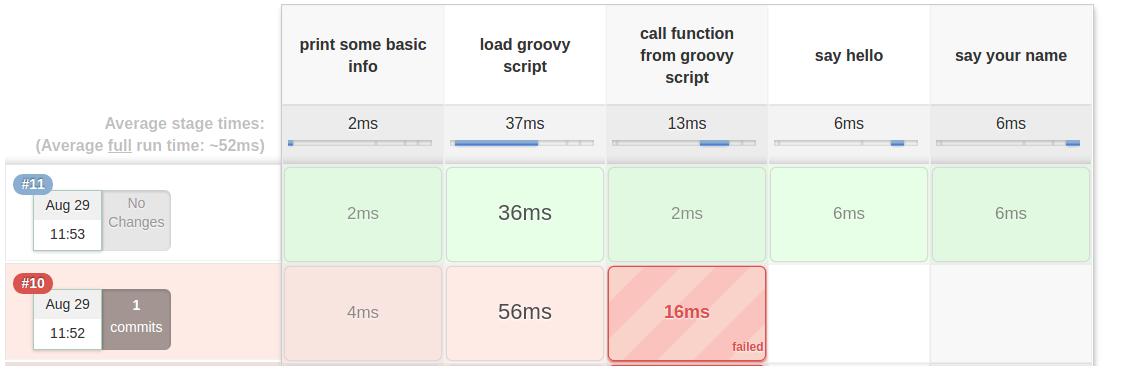 print some basic info
load groovy script
call function from groovy script
say hello
say your name
Average stage times:
2ms
37ms
13ms
6ms
6ms
(Average full run time: ~52ms)
#11
Aug 29
11:53
No Changes
2ms
36ms
2ms
6ms
6ms
#10
Aug 29
11:52
1 commits
4ms
56ms
16ms
failed